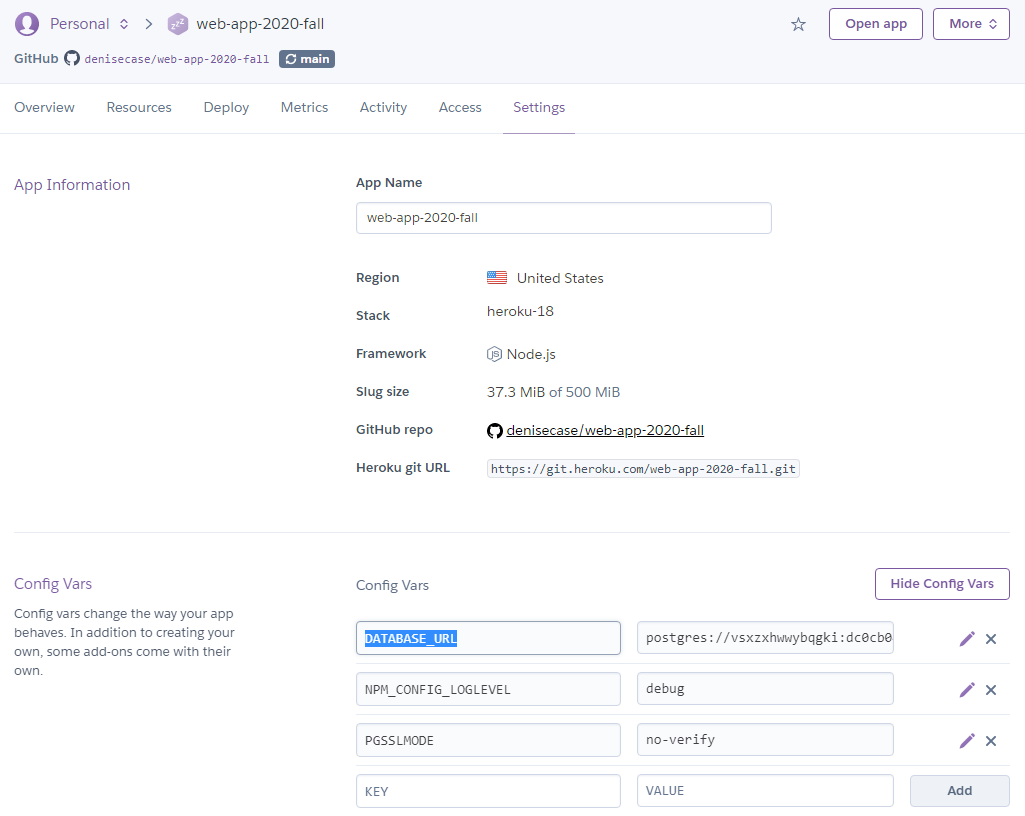 Personal web-app-2020-fall Open app More
GitHub denisecase/web-app-2020-fall main
Overview Resources Deploy Metrics Activity Access Settings
App Information
App Name
web-app-2020-fall
Region United States
Stack heroku-18
Framework Node.js
Slug size 37.3 MiB of 500 MiB
GitHub repo denisecase/web-app-2020-fall
Heroku git URL https://git.heroku.com/web-app-2020-fall.git
Config Vars
Config vars change the way your app
behaves. In addition to creating your
own, some add-ons come with their
own.
Config Vars Hide Config Vars
DATABASE_URL postgres://vsxzxhwwybqgki:dc0cb0
NPM_CONFIG_LOGLEVEL debug
PGSSLMODE no-verify
KEY VALUE Add